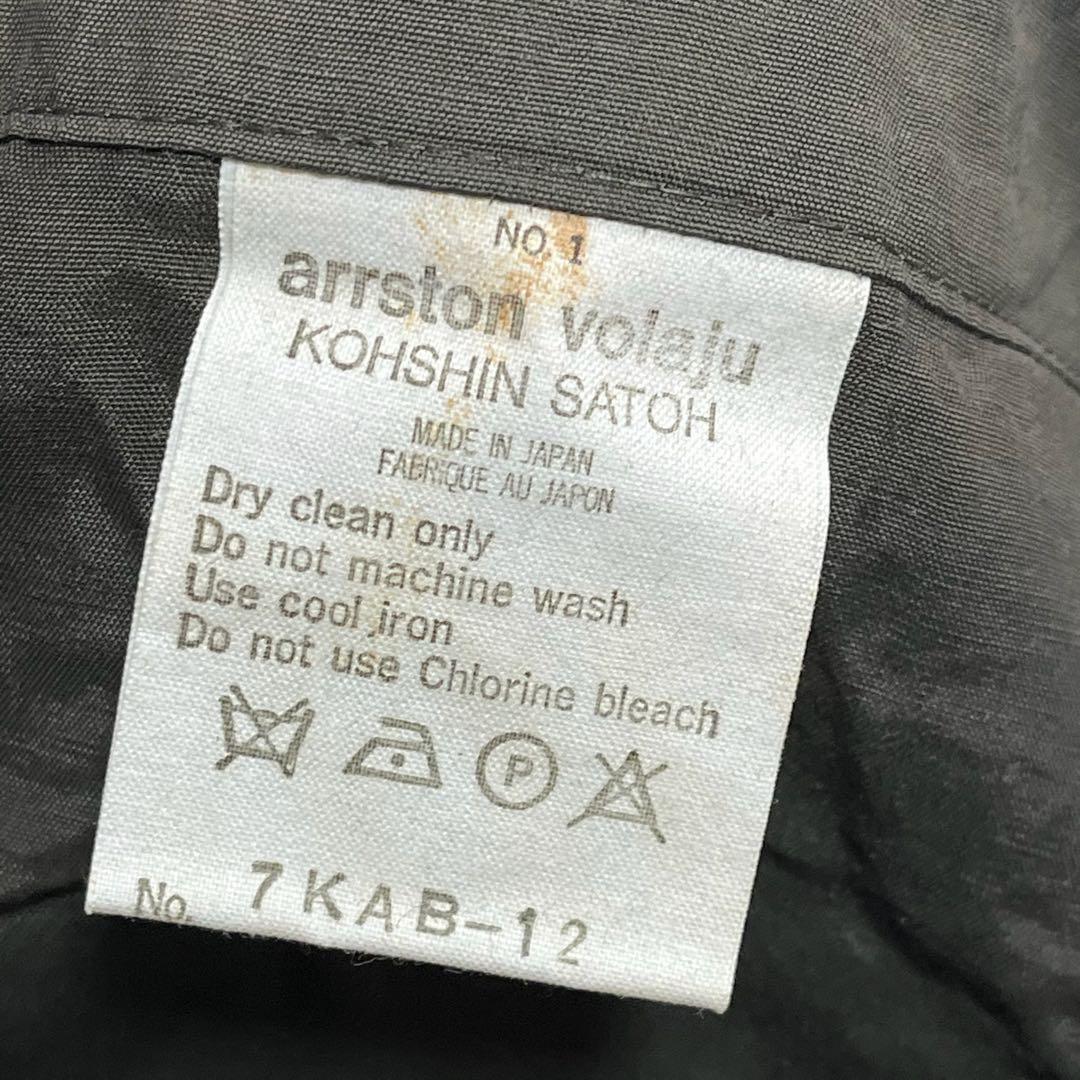 NO. 1
arrston volaju
KOHSHIN SATOH
MADE IN JAPAN
FABRIQUE AU JAPON
Dry clean only
Do not machine wash
Use cool iron
Do not use Chlorine bleach
P
No. 7KAB-12